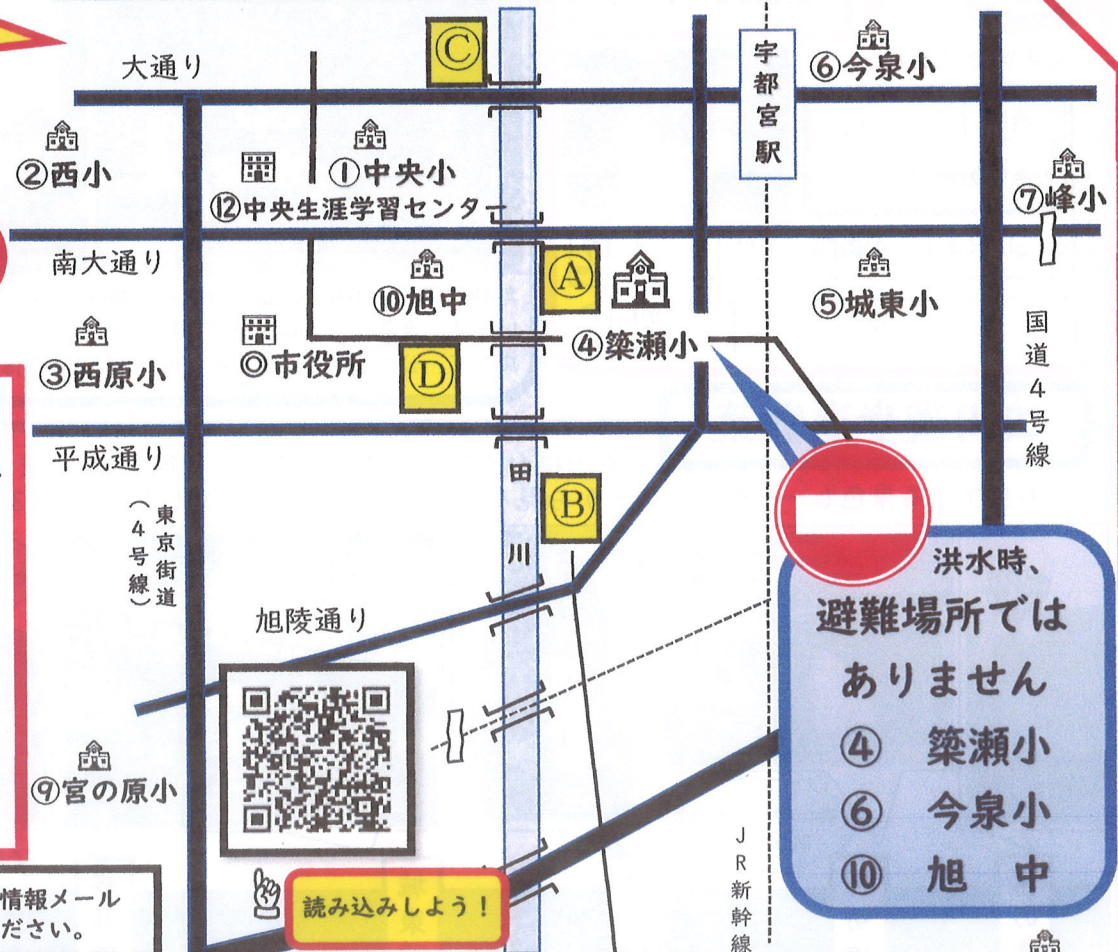 Ⓒ
大通り
宇都宮駅
⑥今泉小
②西小
①中央小
⑫中央生涯学習センター
⑦峰小
南大通り
⑩旭中
Ⓐ
⑤城東小
③西原小
◎市役所
Ⓓ
④簗瀬小
国道4号線
平成通り
東京街道
（4号線）
田川
Ⓑ
旭陵通り
洪水時、
避難場所では
ありません
④ 簗瀬小
⑥ 今泉小
⑩ 旭 中
⑨宮の原小
JR新幹線
読み込みしよう！
情報メール
ださい。